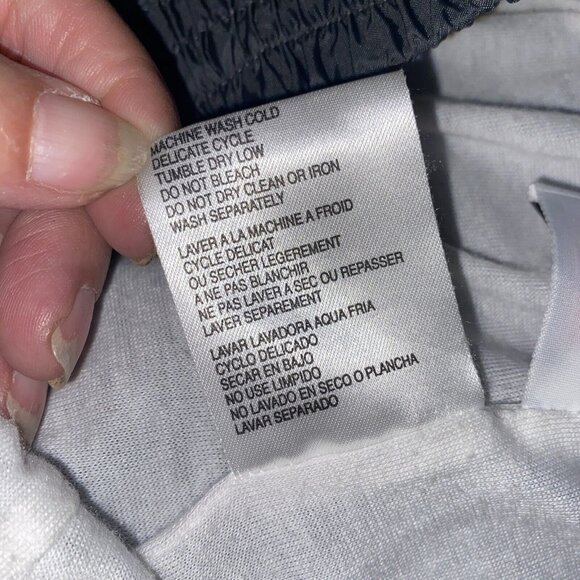 MACHINE WASH COLD
DELICATE CYCLE
TUMBLE DRY LOW
DO NOT BLEACH
DO NOT DRY CLEAN OR IRON
WASH SEPARATELY
LAVER A LA MACHINE A FROID
CYCLE DELICAT
OU SECHER LEGEREMENT
A NE PAS BLANCHIR
NE PAS LAVER A SEC OU REPASSER
LAVER SEPAREMENT
LAVAR LAVADORA AQUA FRIA
CYCLO DELICADO
SECAR EN BAJO
NO USE LIMPIDO
NO LAVADO EN SECO O PLANCHA
LAVAR SEPARADO